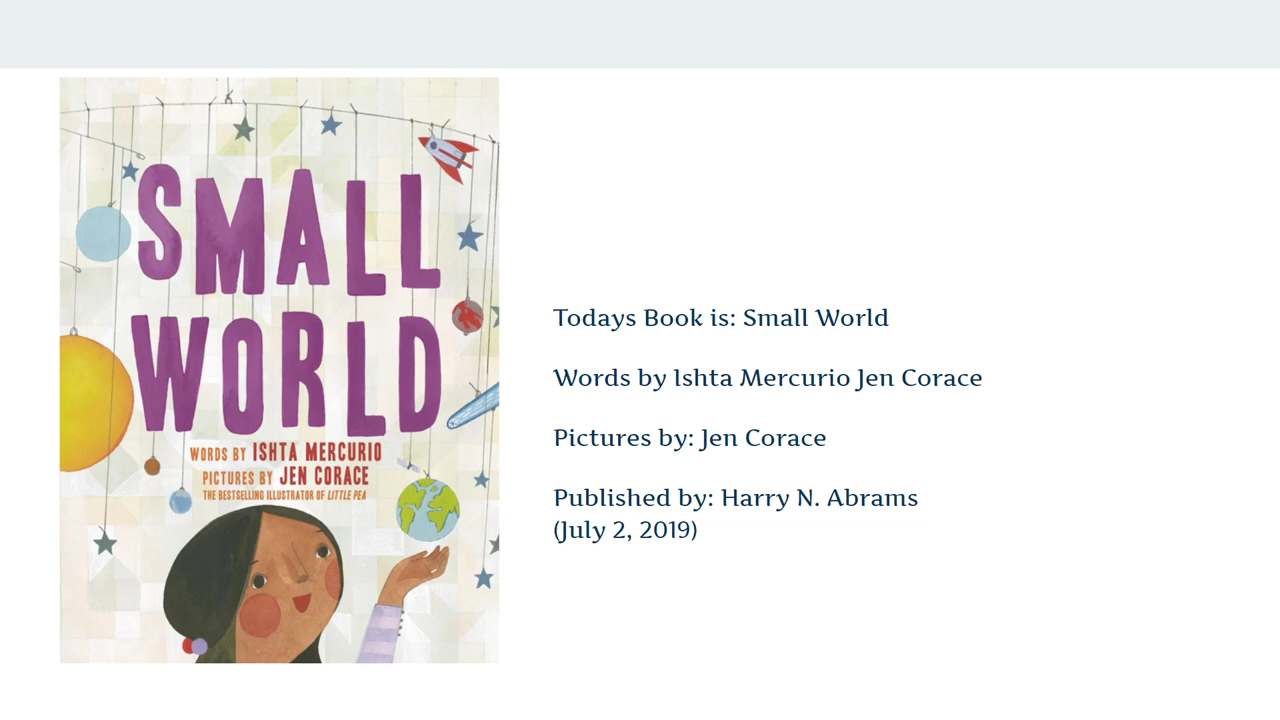 SMALL
WORLD
WORDS BY ISHTA MERCURIO
PICTURES BY JEN CORACE
THE BESTSELLING ILLUSTRATOR OF LITTLE PEA
Todays Book is: Small World
Words by Ishta Mercurio Jen Corace
Pictures by: Jen Corace
Published by: Harry N. Abrams
(July 2, 2019)